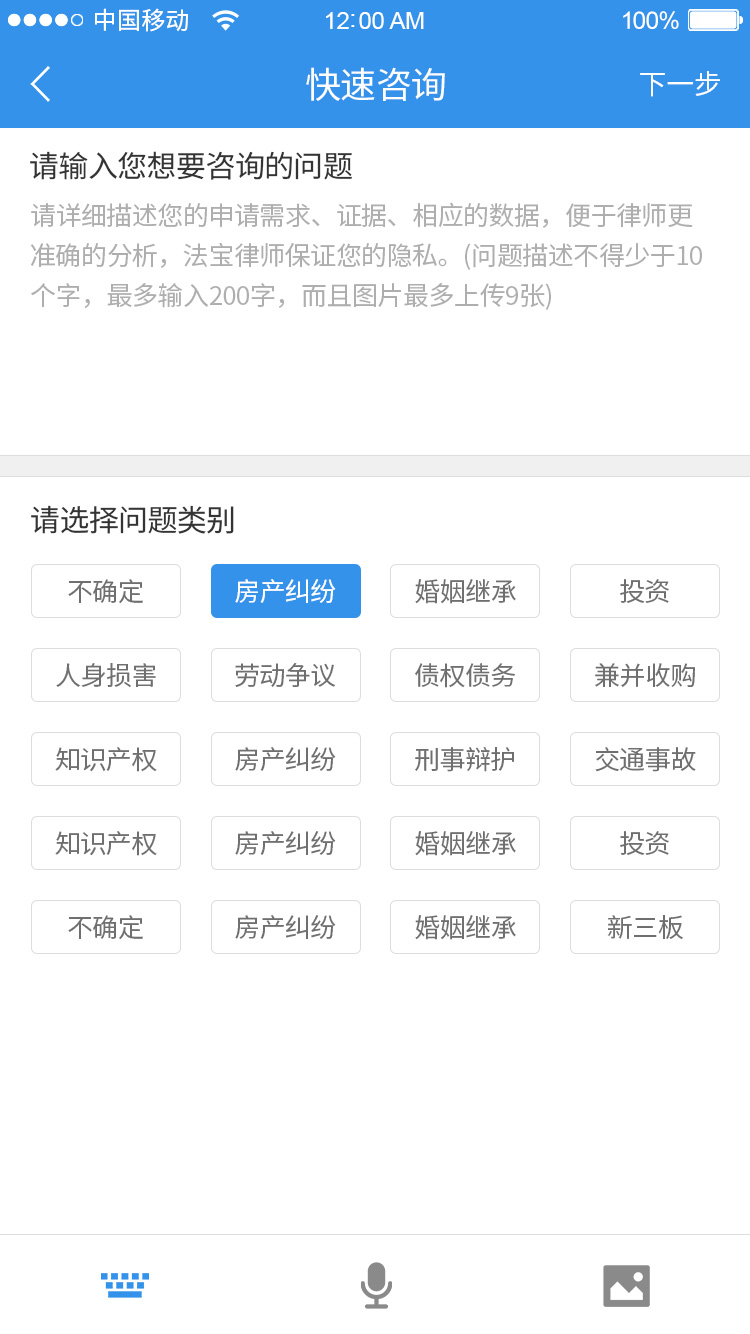 中国移动 12:00 AM 100%
快速咨询 下一步
请输入您想要咨询的问题
请详细描述您的申请需求、证据、相应的数据，便于律师更
准确的分析，法宝律师保证您的隐私。(问题描述不得少于10
个字，最多输入200字，而且图片最多上传9张)
请选择问题类别
不确定 房产纠纷 婚姻继承 投资
人身损害 劳动争议 债权债务 兼并收购
知识产权 房产纠纷 刑事辩护 交通事故
知识产权 房产纠纷 婚姻继承 投资
不确定 房产纠纷 婚姻继承 新三板